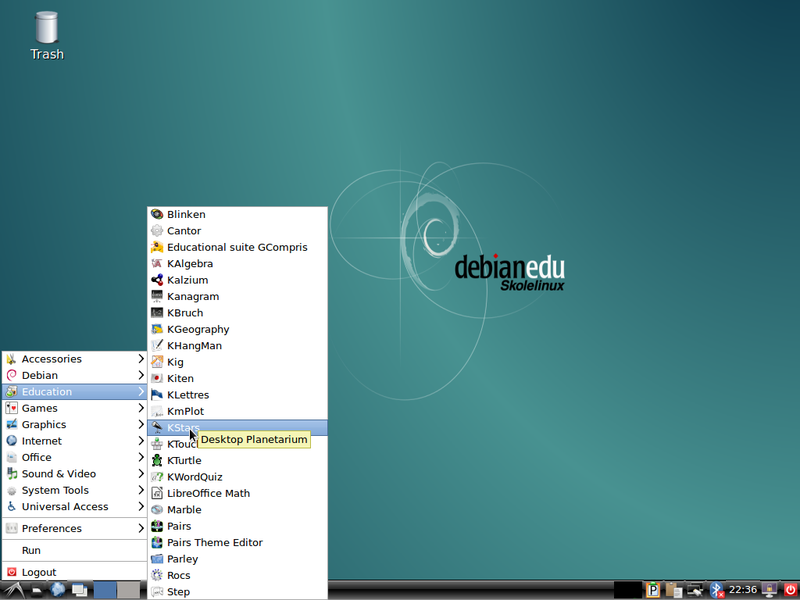 Trash
debianedu
Skolelinux
Accessories
Debian
Education
Games
Graphics
Internet
Office
Sound & Video
System Tools
Universal Access
Preferences
Run
Logout
Blinken
Cantor
Educational suite GCompris
KAlgebra
Kalzium
Kanagram
KBruch
KGeography
KHangMan
Kig
Kiten
KLettres
KmPlot
KStars
Desktop Planetarium
KTouch
KTurtle
KWordQuiz
LibreOffice Math
Marble
Pairs
Pairs Theme Editor
Parley
Rocs
Step
22:36